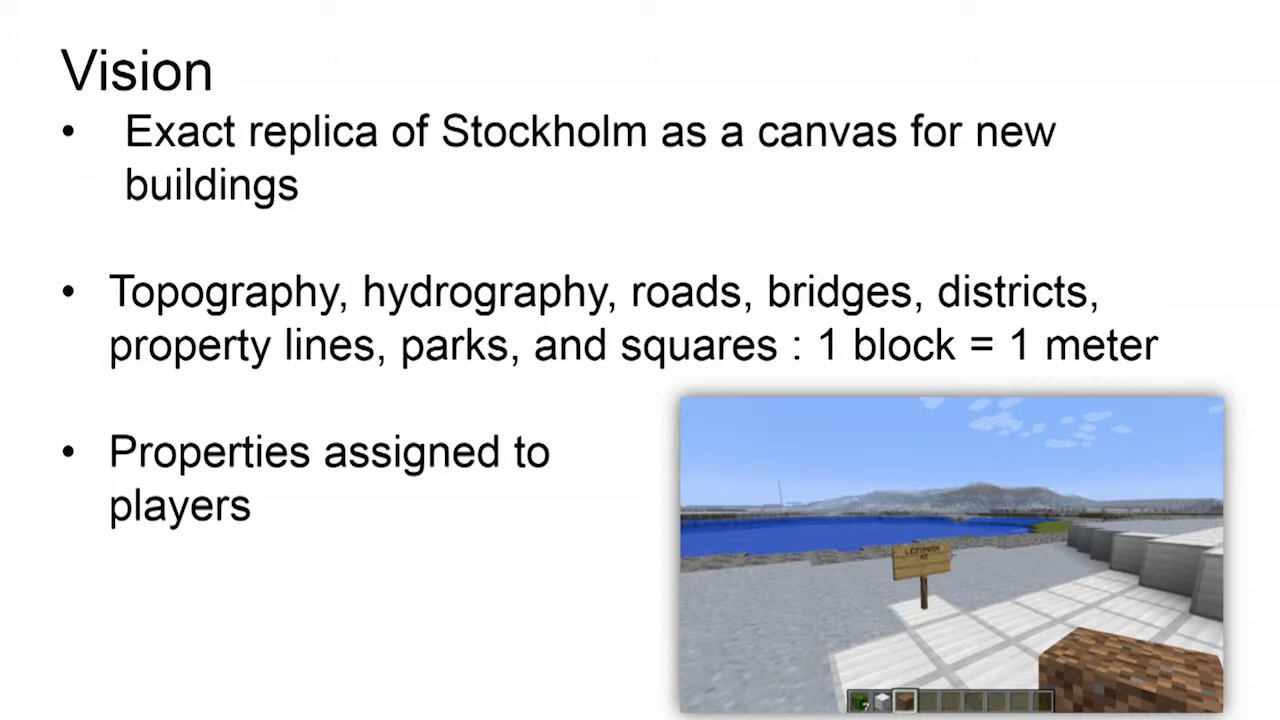 Vision
• Exact replica of Stockholm as a canvas for new
buildings
• Topography, hydrography, roads, bridges, districts,
property lines, parks, and squares : 1 block = 1 meter
• Properties assigned to
players
7